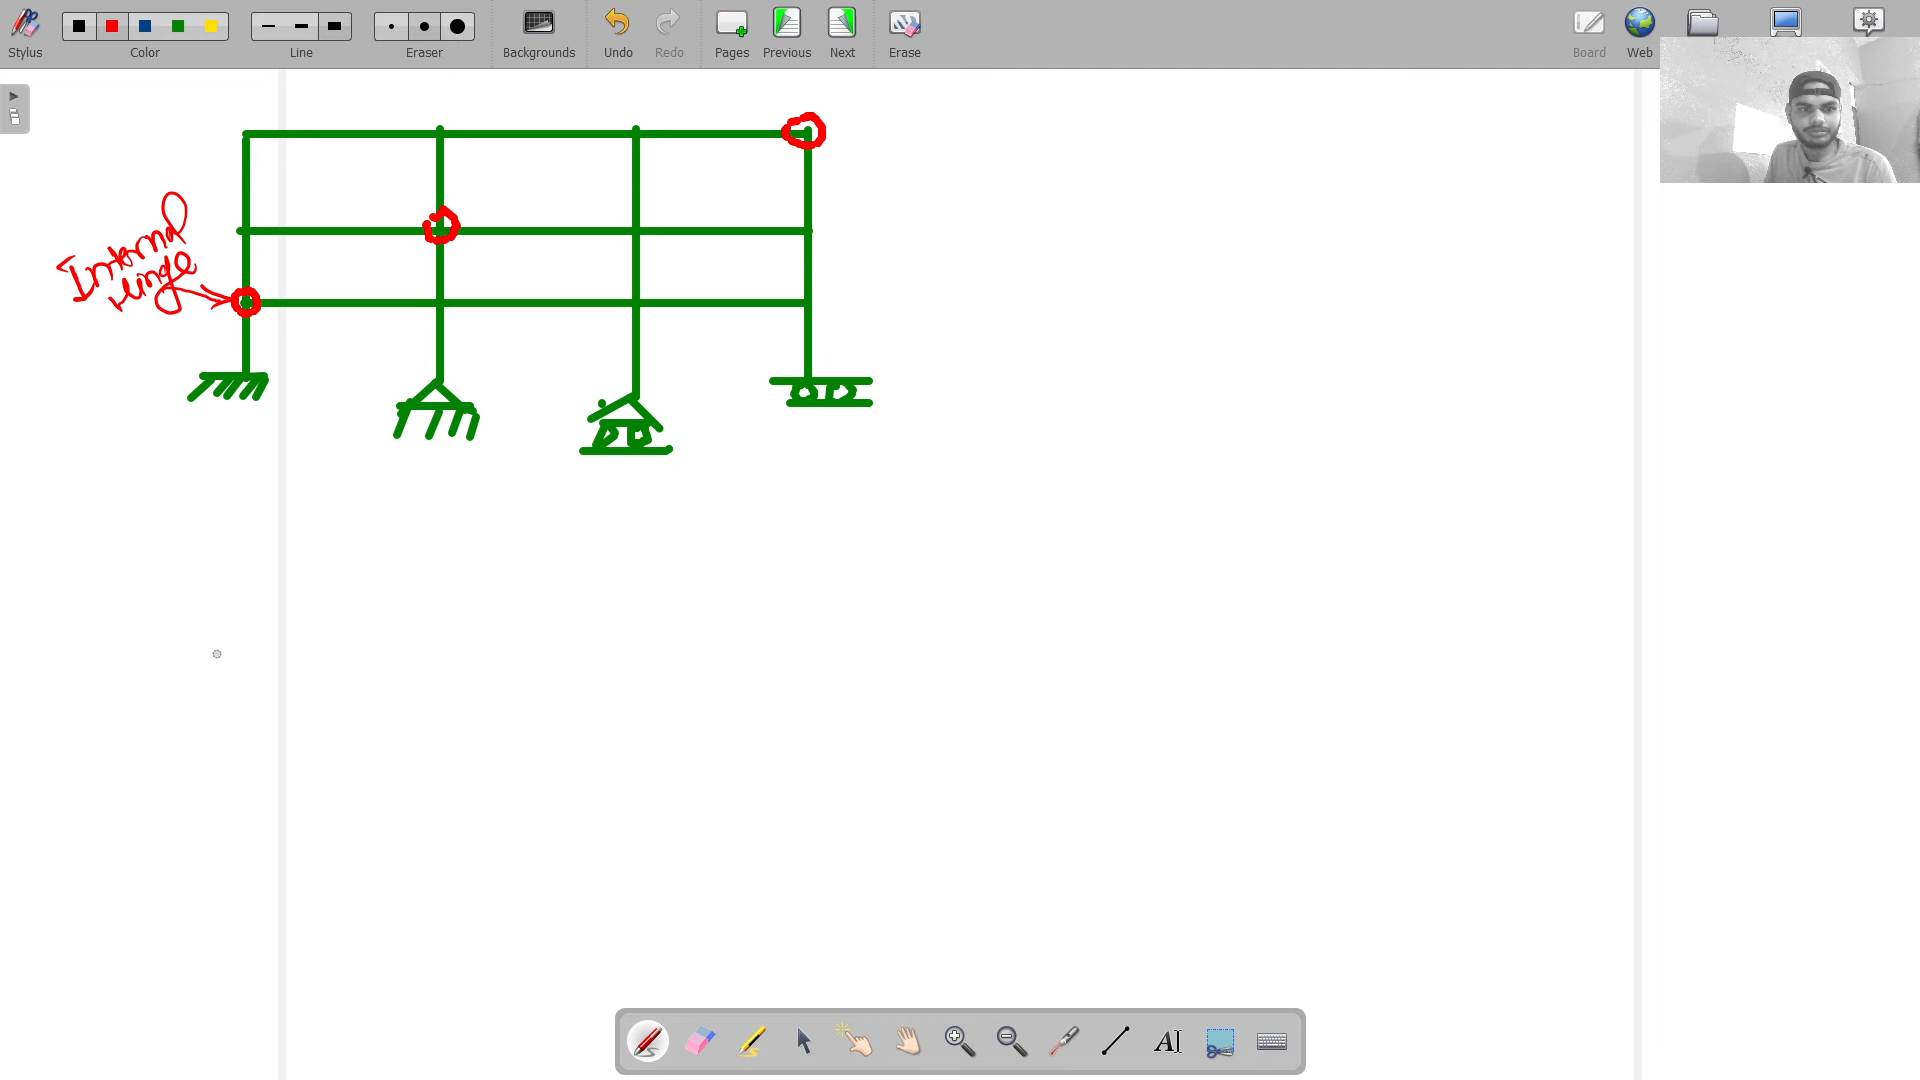 Stylus
Color
Line
Eraser
Backgrounds
Undo
Redo
Pages
Previous
Next
Erase
Board
Web
Internal
Hinge